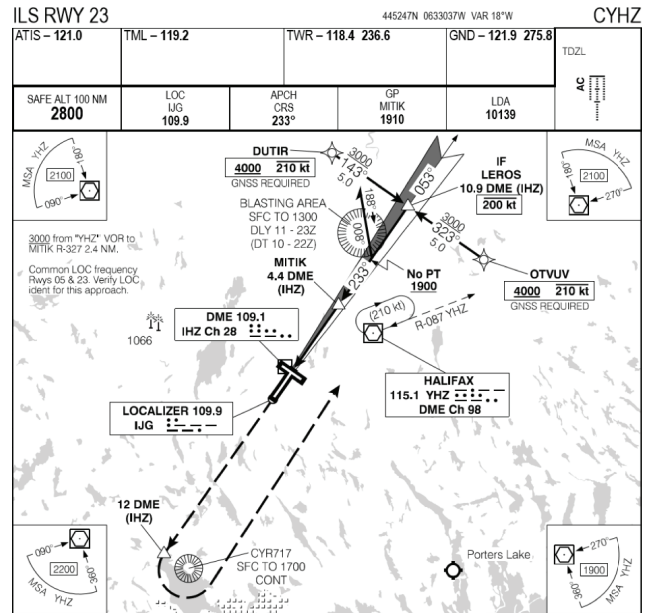 ILS RWY 23
445247N 0633037W VAR 18°W
CYHZ
ATIS – 121.0
TML – 119.2
TWR – 118.4 236.6
GND – 121.9 275.8
TDZL
AC
SAFE ALT 100 NM
2800
LOC
IJG
109.9
APCH
CRS
233°
GP
MITIK
1910
LDA
10139
MSA YHZ
180°
2100
090°
DUTIR
4000 210 kt
GNSS REQUIRED
3000
143°
5.0
053°
IF
LEROS
10.9 DME (IHZ)
200 kt
MSA YHZ
180°
2100
270°
BLASTING AREA
SFC TO 1300
DLY 11 - 23Z
(DT 10 - 22Z)
188°
008°
3000
323°
5.0
3000 from "YHZ" VOR to
MITIK R-327 2.4 NM.
Common LOC frequency
Rwys 05 & 23. Verify LOC
ident for this approach.
MITIK
4.4 DME
(IHZ)
233°
No PT
1900
OTVUV
4000 210 kt
GNSS REQUIRED
1066
DME 109.1
IHZ Ch 28
(210 kt)
R-087 YHZ
HALIFAX
115.1 YHZ
DME Ch 98
LOCALIZER 109.9
IJG
12 DME
(IHZ)
CYR717
SFC TO 1700
CONT
Porters Lake
090°
2200
360°
MSA YHZ
270°
1900
360°
MSA YHZ